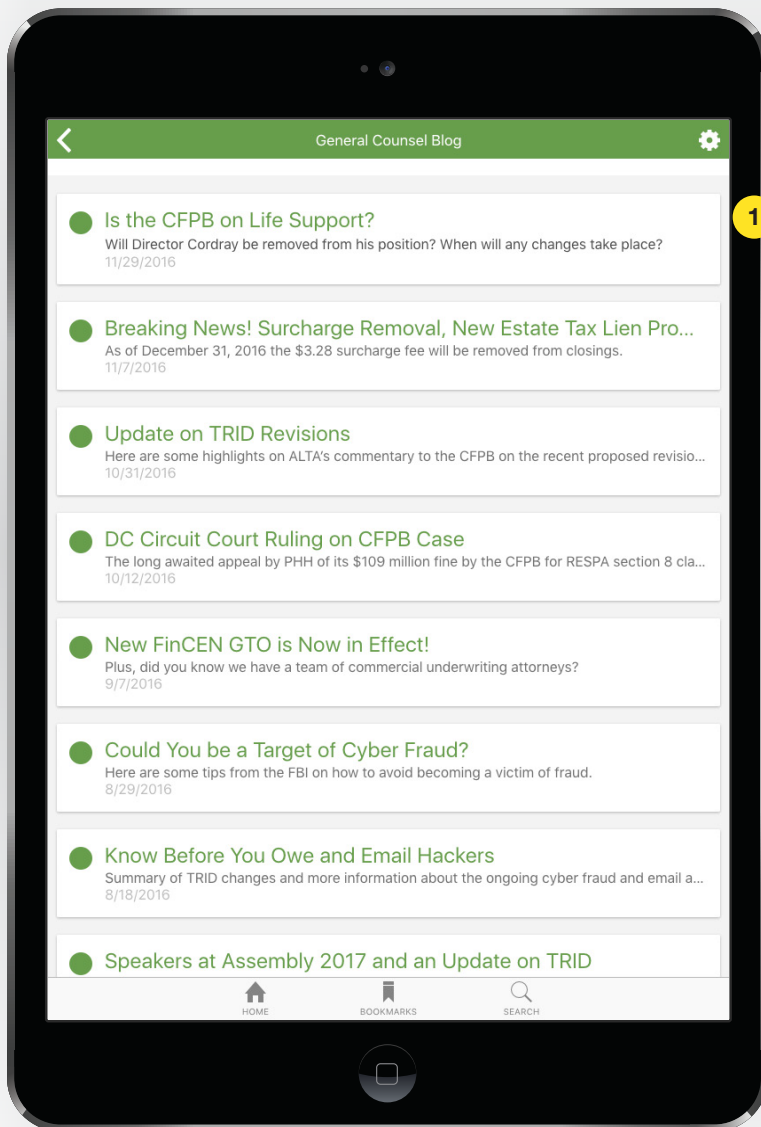 General Counsel Blog
Is the CFPB on Life Support?
Will Director Cordray be removed from his position? When will any changes take place?
11/29/2016
1
Breaking News! Surcharge Removal, New Estate Tax Lien Pro...
As of December 31, 2016 the $3.28 surcharge fee will be removed from closings.
11/7/2016
Update on TRID Revisions
Here are some highlights on ALTA's commentary to the CFPB on the recent proposed revisio...
10/31/2016
DC Circuit Court Ruling on CFPB Case
The long awaited appeal by PHH of its $109 million fine by the CFPB for RESPA section 8 cla...
10/12/2016
New FinCEN GTO is Now in Effect!
Plus, did you know we have a team of commercial underwriting attorneys?
9/7/2016
Could You be a Target of Cyber Fraud?
Here are some tips from the FBI on how to avoid becoming a victim of fraud.
8/29/2016
Know Before You Owe and Email Hackers
Summary of TRID changes and more information about the ongoing cyber fraud and email a...
8/18/2016
Speakers at Assembly 2017 and an Update on TRID
HOME BOOKMARKS SEARCH